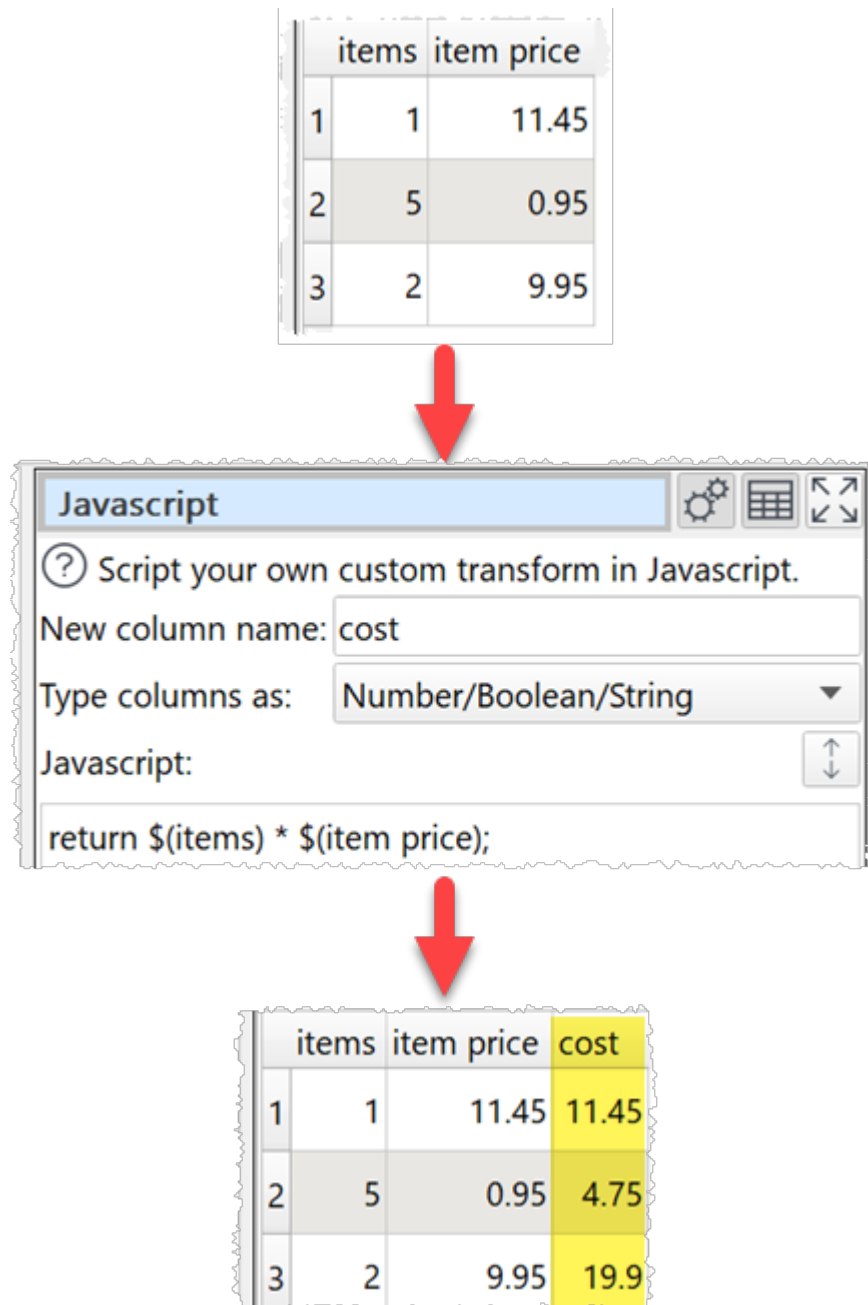 items item price
1 1 11.45
2 5 0.95
3 2 9.95
Javascript
? Script your own custom transform in Javascript.
New column name: cost
Type columns as: Number/Boolean/String
Javascript:
return $(items) * $(item price);
items item price cost
1 1 11.45 11.45
2 5 0.95 4.75
3 2 9.95 19.9